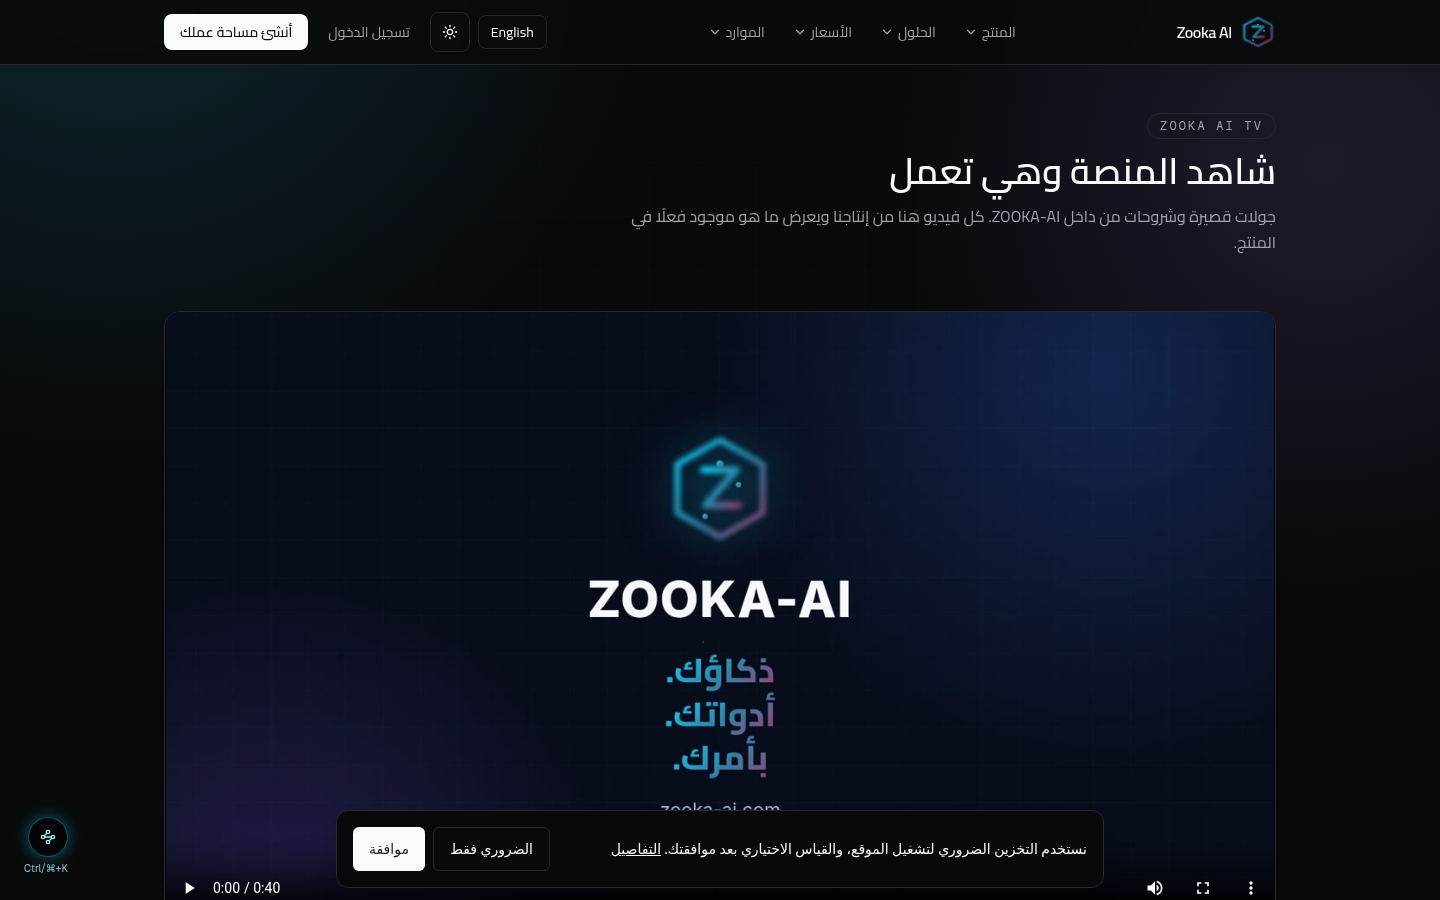 Zooka AI
المنتج
الحلول
الأسعار
الموارد
English
تسجيل الدخول
أنشئ مساحة عملك
ZOOKA AI TV
شاهد المنصة وهي تعمل
جولات قصيرة وشروحات من داخل ZOOKA-AI. كل فيديو هنا من إنتاجنا ويعرض ما هو موجود فعلًا في
المنتج.
ZOOKA-AI
ذكاؤك.
أدواتك.
بأمرك.
zooka-ai.com
نستخدم التخزين الضروري لتشغيل الموقع، والقياس الاختياري بعد موافقتك. التفاصيل
الضروري فقط
موافقة
Ctrl/⌘+K
0:00 / 0:40